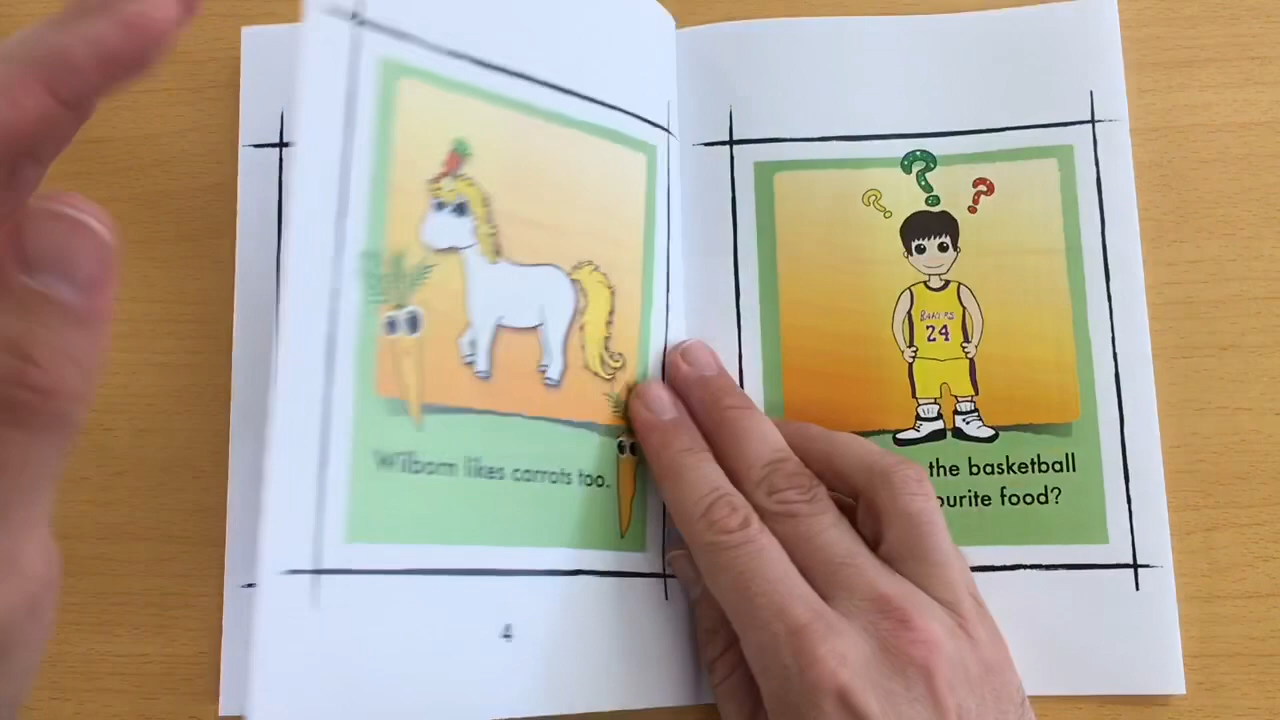 Wilbom likes carrots too.
4
? ? ?
BAKERS
24
the basketball
ourite food?